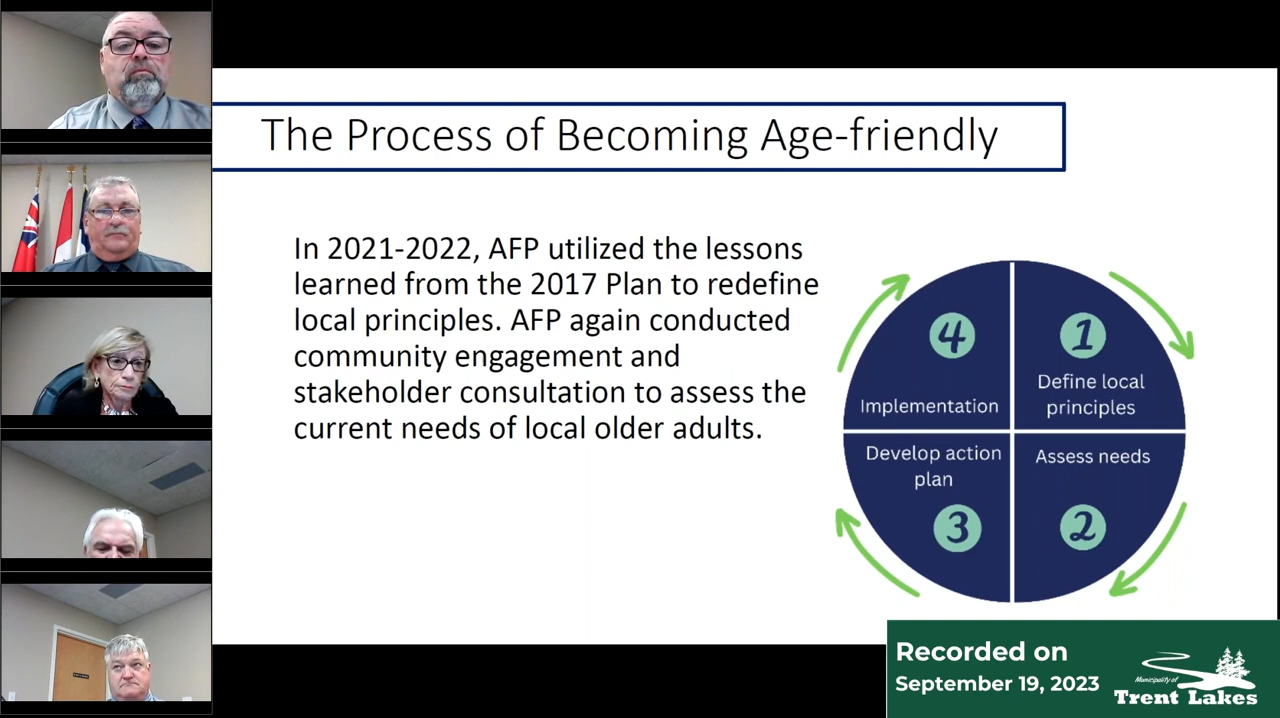 The Process of Becoming Age-friendly
In 2021-2022, AFP utilized the lessons
learned from the 2017 Plan to redefine
local principles. AFP again conducted
community engagement and
stakeholder consultation to assess the
current needs of local older adults.
4
Implementation
1
Define local
principles
Develop action
plan
3
Assess needs
2
Recorded on
September 19, 2023
Municipality of
Trent Lakes